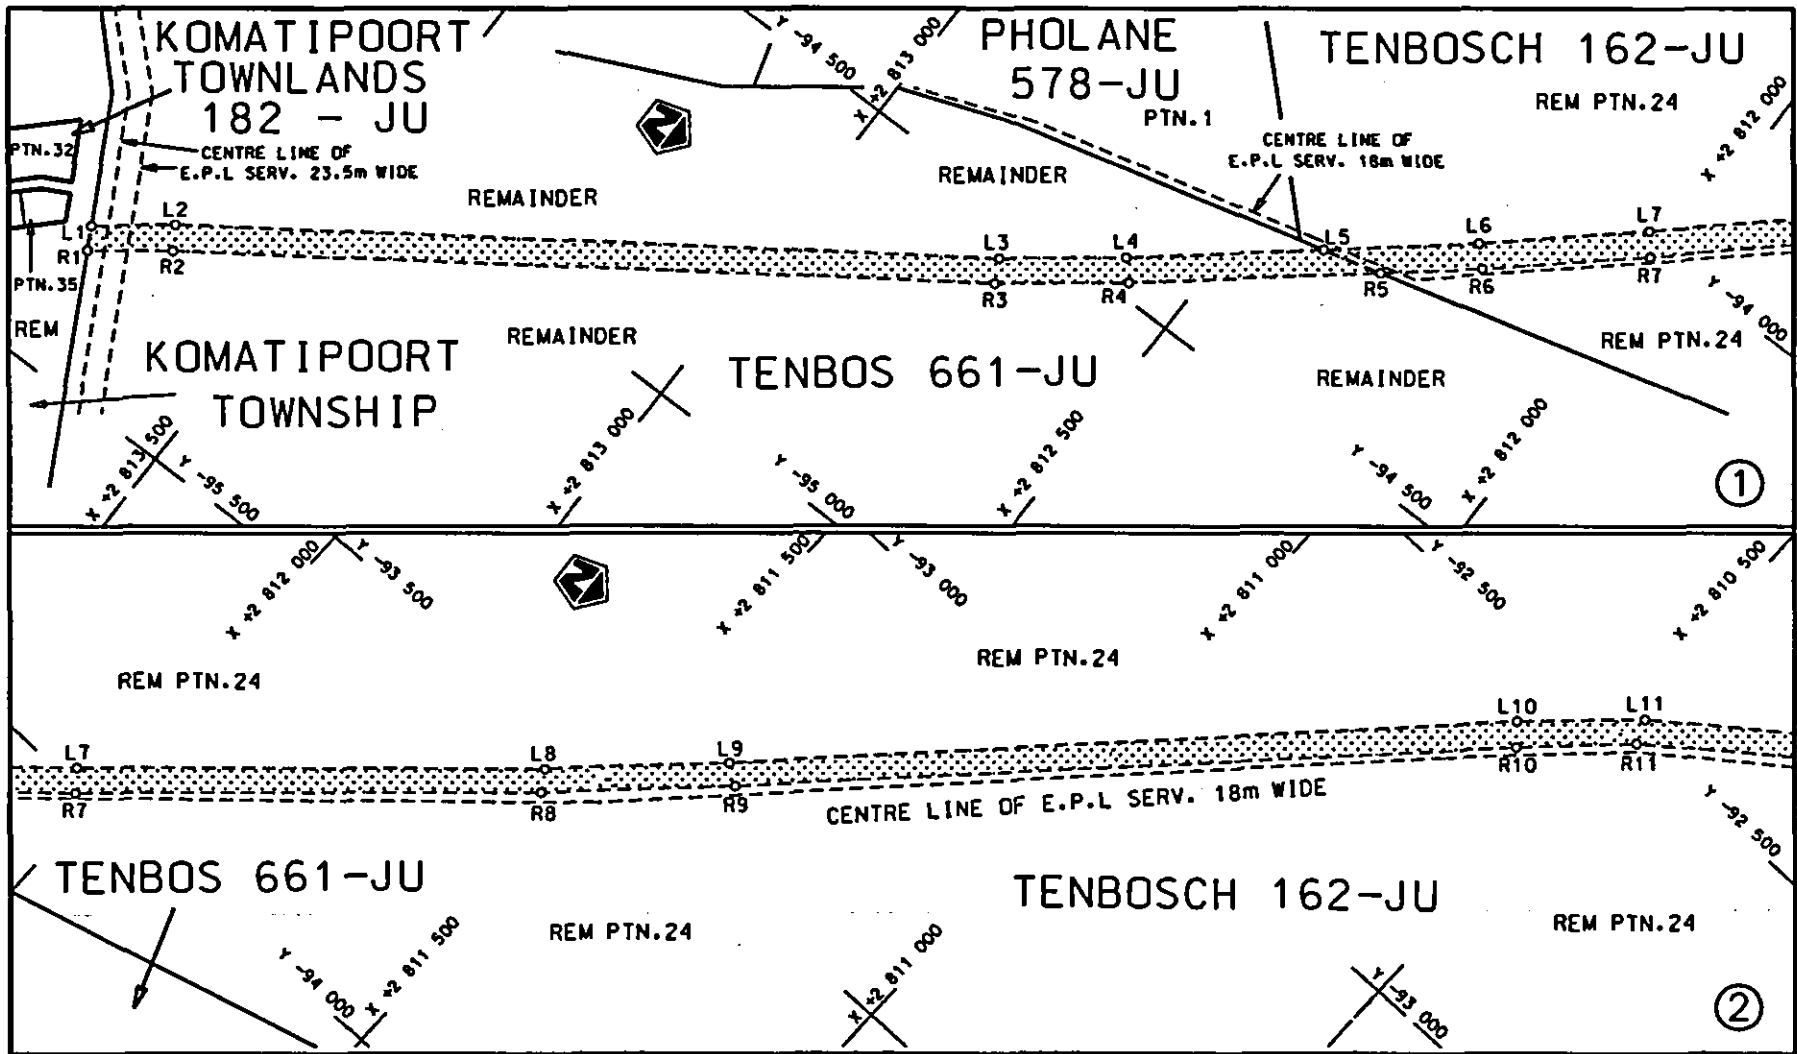 KOMATIPOORT
TOWNLANDS
182 - JU
PTN.32
CENTRE LINE OF
E.P.L SERV. 23.5m WIDE
Y -94 500
X +2 813 000
N
PHOLANE
578-JU
PTN.1
TENBOSCH 162-JU
REM PTN.24
X +2 812 000
CENTRE LINE OF
E.P.L SERV. 18m WIDE
REMAINDER
REMAINDER
L1
L2
L3
L4
L5
L6
L7
R1
R2
R3
R4
R5
R6
R7
PTN.35
REM
REMAINDER
Y -94 000
REM PTN.24
KOMATIPOORT
TOWNSHIP
TENBOS 661-JU
REMAINDER
X +2 813 500
Y -95 500
X +2 813 000
Y -95 000
X +2 812 500
Y -94 500
X +2 812 000
1
X +2 812 000
Y -93 500
N
X +2 811 500
Y -93 000
X +2 811 000
Y -92 500
X +2 810 500
REM PTN.24
REM PTN.24
L7
L8
L9
L10
L11
R7
R8
R9
R10
R11
CENTRE LINE OF E.P.L SERV. 18m WIDE
Y -92 500
TENBOS 661-JU
TENBOSCH 162-JU
REM PTN.24
REM PTN.24
Y -94 000
X +2 811 500
X +2 811 000
Y -93 000
2